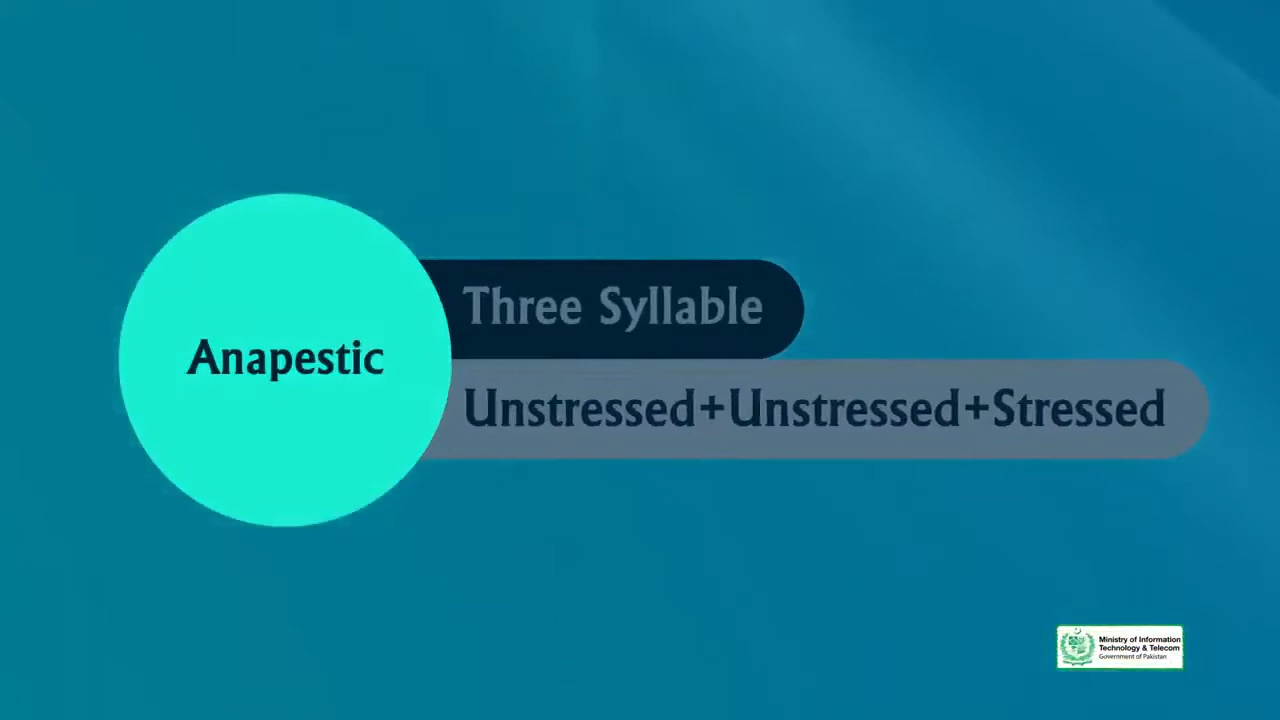 Anapestic
Three Syllable
Unstressed+Unstressed+Stressed
Ministry of Information
Technology & Telecom
Government of Pakistan